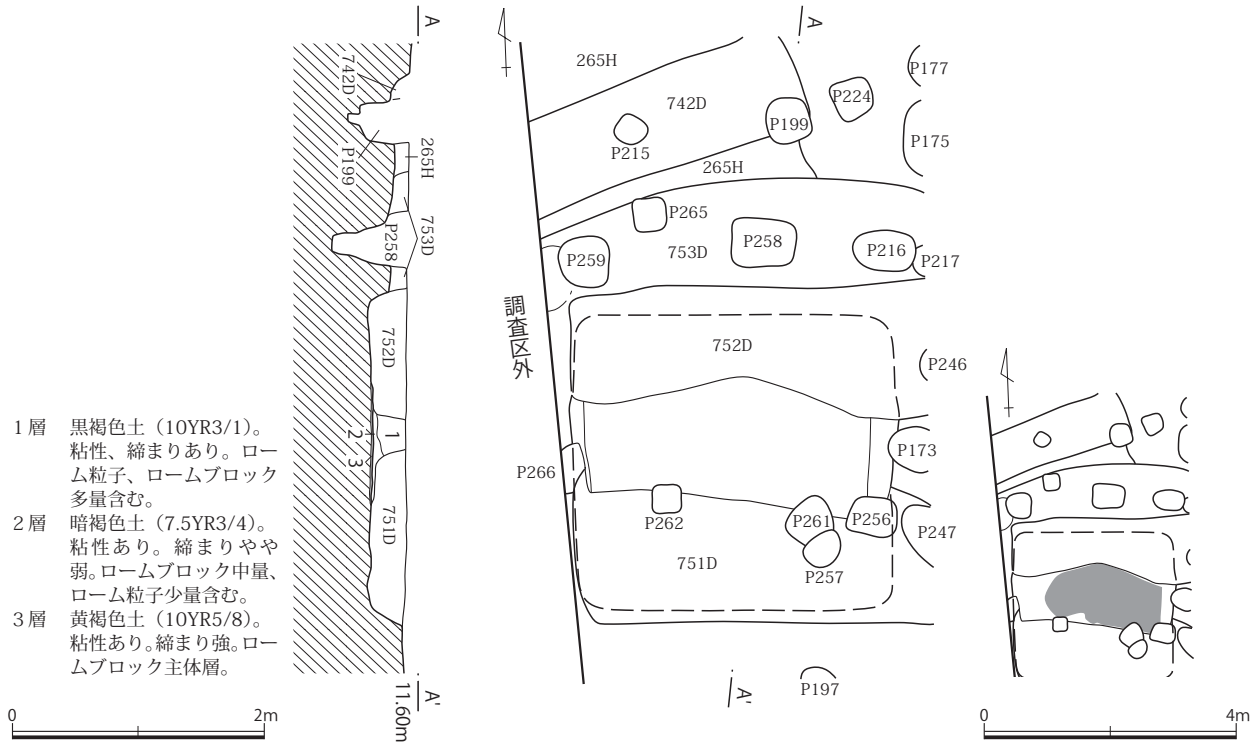 A
742D
P199
265H
753D
P258
752D
1
2
3
751D
A'
11.60m
A
265H
742D
P215
P199
P224
P177
P175
265H
P265
P259
753D
P258
P216
P217
調査区外
752D
P246
P266
P173
P262
P261
P256
P247
P257
751D
P197
A'
1層 黒褐色土（10YR3/1）。
粘性、締まりあり。ロー
ム粒子、ロームブロック
多量含む。
2層 暗褐色土（7.5YR3/4）。
粘性あり。締まりやや
弱。ロームブロック中量、
ローム粒子少量含む。
3層 黄褐色土（10YR5/8）。
粘性あり。締まり強。ロー
ムブロック主体層。
0 2m
0 4m